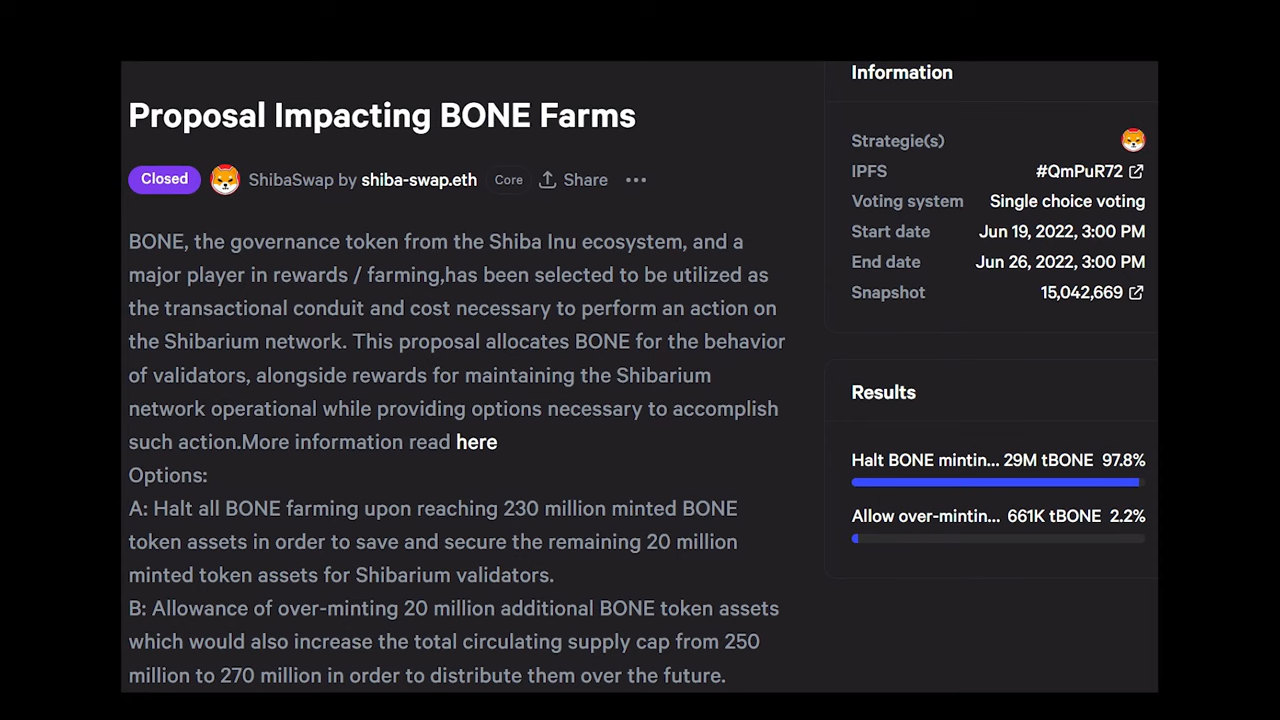 Proposal Impacting BONE Farms
Closed ShibaSwap by shiba-swap.eth Core Share ...
BONE, the governance token from the Shiba Inu ecosystem, and a
major player in rewards / farming,has been selected to be utilized as
the transactional conduit and cost necessary to perform an action on
the Shibarium network. This proposal allocates BONE for the behavior
of validators, alongside rewards for maintaining the Shibarium
network operational while providing options necessary to accomplish
such action.More information read here
Options:
A: Halt all BONE farming upon reaching 230 million minted BONE
token assets in order to save and secure the remaining 20 million
minted token assets for Shibarium validators.
B: Allowance of over-minting 20 million additional BONE token assets
which would also increase the total circulating supply cap from 250
million to 270 million in order to distribute them over the future.
Information
Strategie(s)
IPFS #QmPuR72
Voting system Single choice voting
Start date Jun 19, 2022, 3:00 PM
End date Jun 26, 2022, 3:00 PM
Snapshot 15,042,669
Results
Halt BONE mintin... 29M tBONE 97.8%
Allow over-mintin... 661K tBONE 2.2%